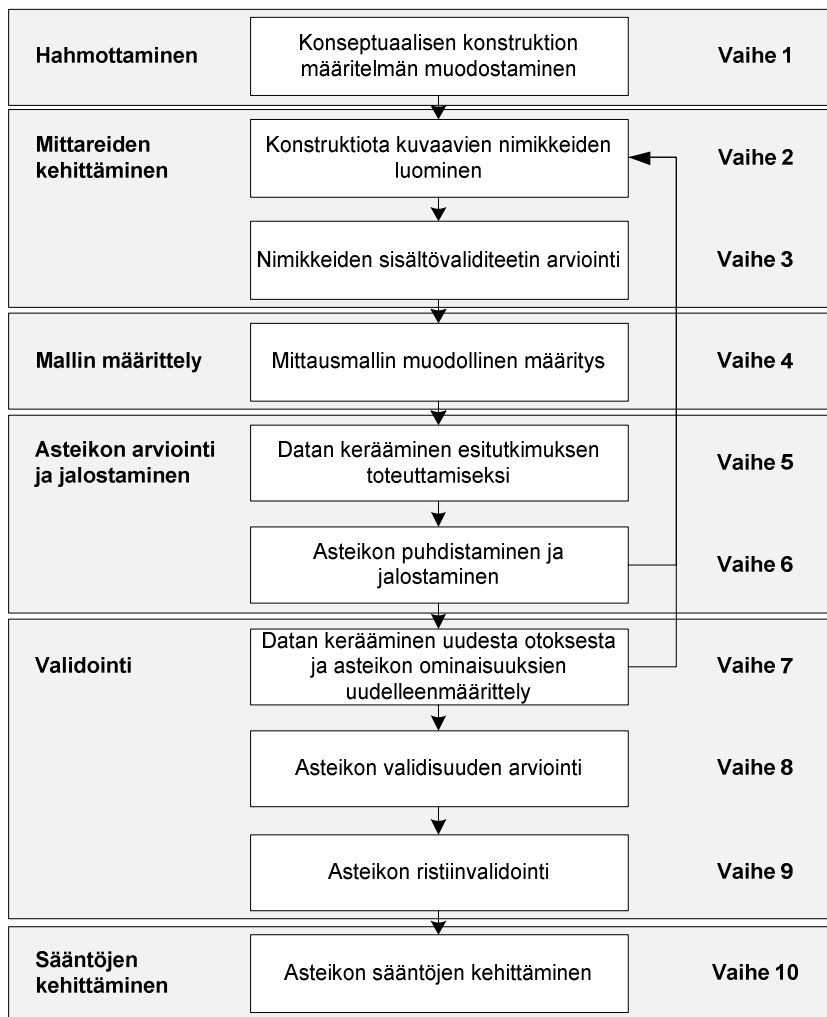 Hahmottaminen
Konseptuaalisen konstruktion
määritelmän muodostaminen
Vaihe 1
Mittareiden
kehittäminen
Konstruktiota kuvaavien nimikkeiden
luominen
Vaihe 2
Nimikkeiden sisältövaliditeetin arviointi
Vaihe 3
Mallin määrittely
Mittausmallin muodollinen määritys
Vaihe 4
Asteikon arviointi
ja jalostaminen
Datan kerääminen esitutkimuksen
toteuttamiseksi
Vaihe 5
Asteikon puhdistaminen ja
jalostaminen
Vaihe 6
Validointi
Datan kerääminen uudesta otoksesta
ja asteikon ominaisuuksien
uudelleenmäärittely
Vaihe 7
Asteikon validisuuden arviointi
Vaihe 8
Asteikon ristiinvalidointi
Vaihe 9
Sääntöjen
kehittäminen
Asteikon sääntöjen kehittäminen
Vaihe 10